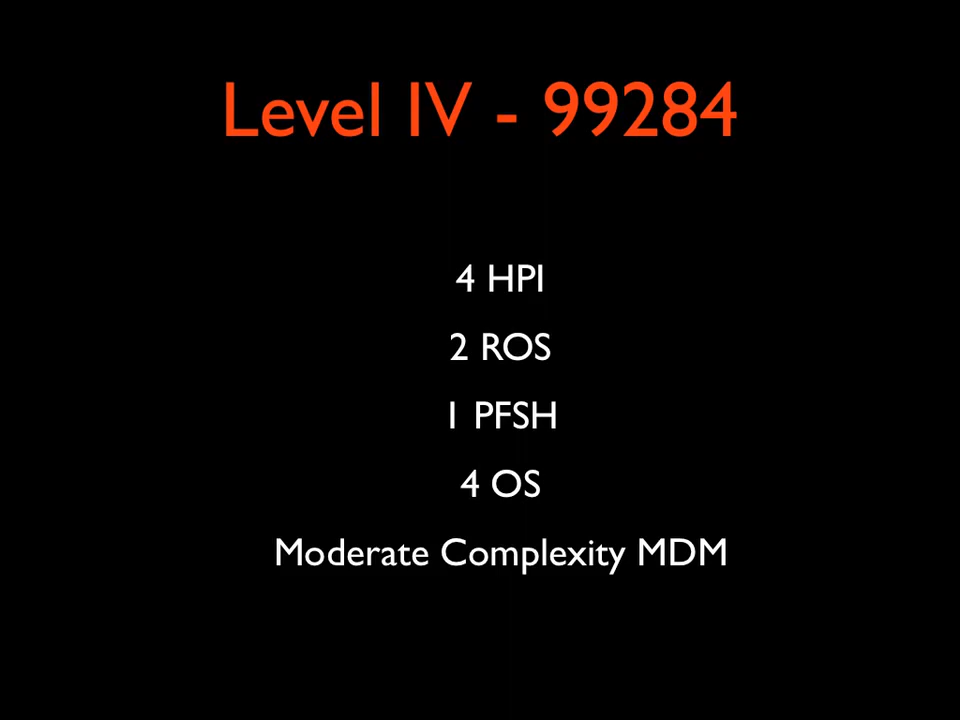 Level IV - 99284
4 HPI
2 ROS
1 PFSH
4 OS
Moderate Complexity MDM